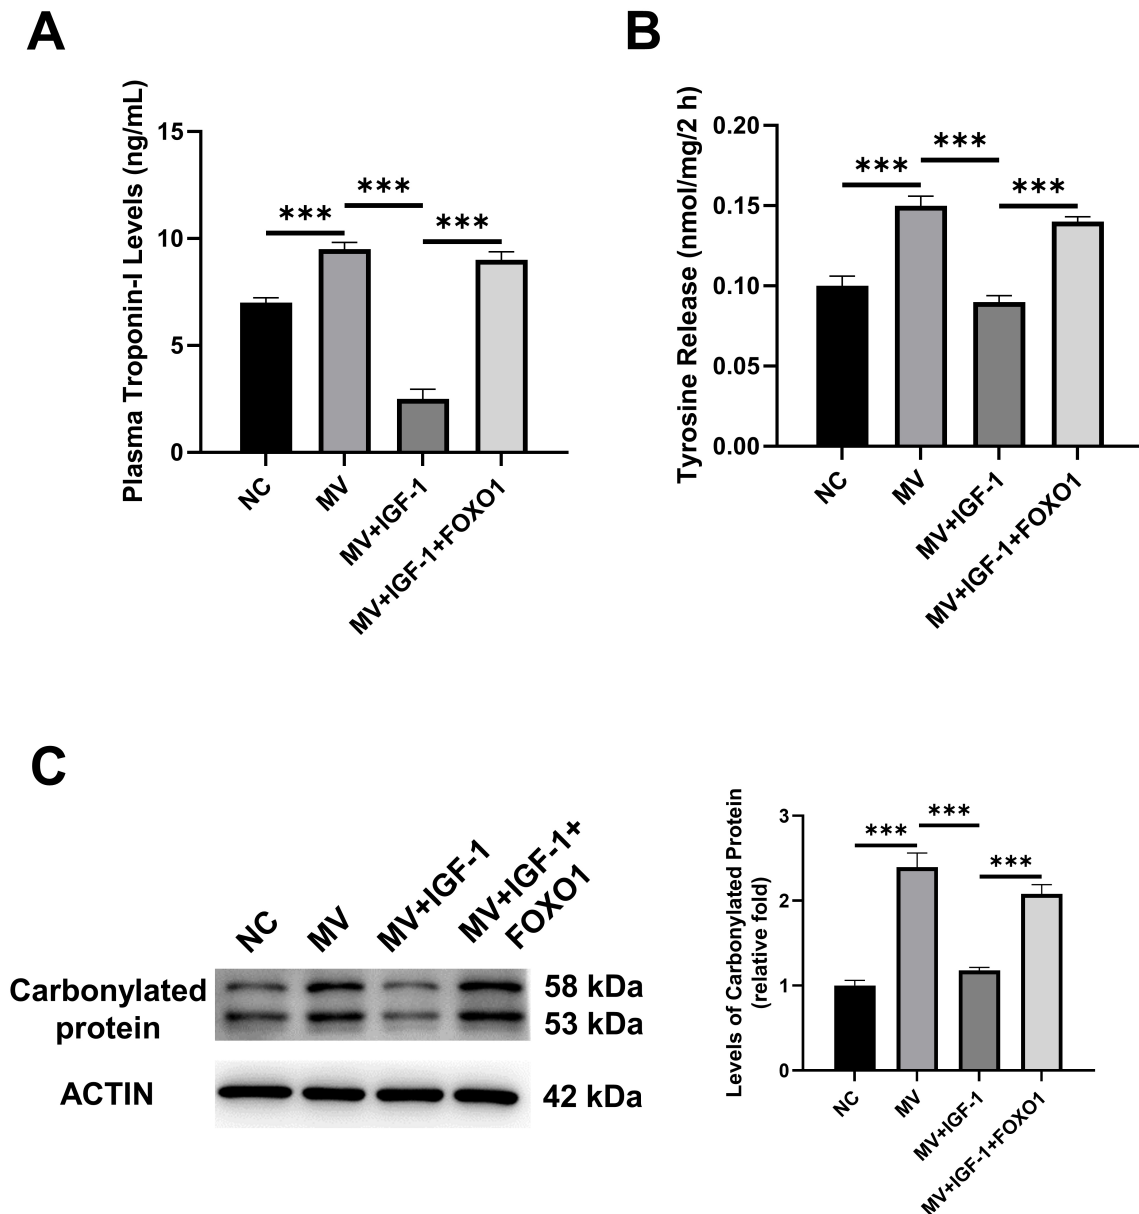 A
Plasma Troponin-I Levels (ng/mL)
15
10
5
0
***
***
***
NC
MV
MV+IGF-1
MV+IGF-1+FOXO1
B
Tyrosine Release (nmol/mg/2 h)
0.20
0.15
0.10
0.05
0.00
***
***
***
NC
MV
MV+IGF-1
MV+IGF-1+FOXO1
C
NC
MV
MV+IGF-1
MV+IGF-1+
FOXO1
Carbonylated
protein
58 kDa
53 kDa
ACTIN
42 kDa
Levels of Carbonylated Protein
(relative fold)
3
2
1
0
***
***
***
NC
MV
MV+IGF-1
MV+IGF-1+FOXO1